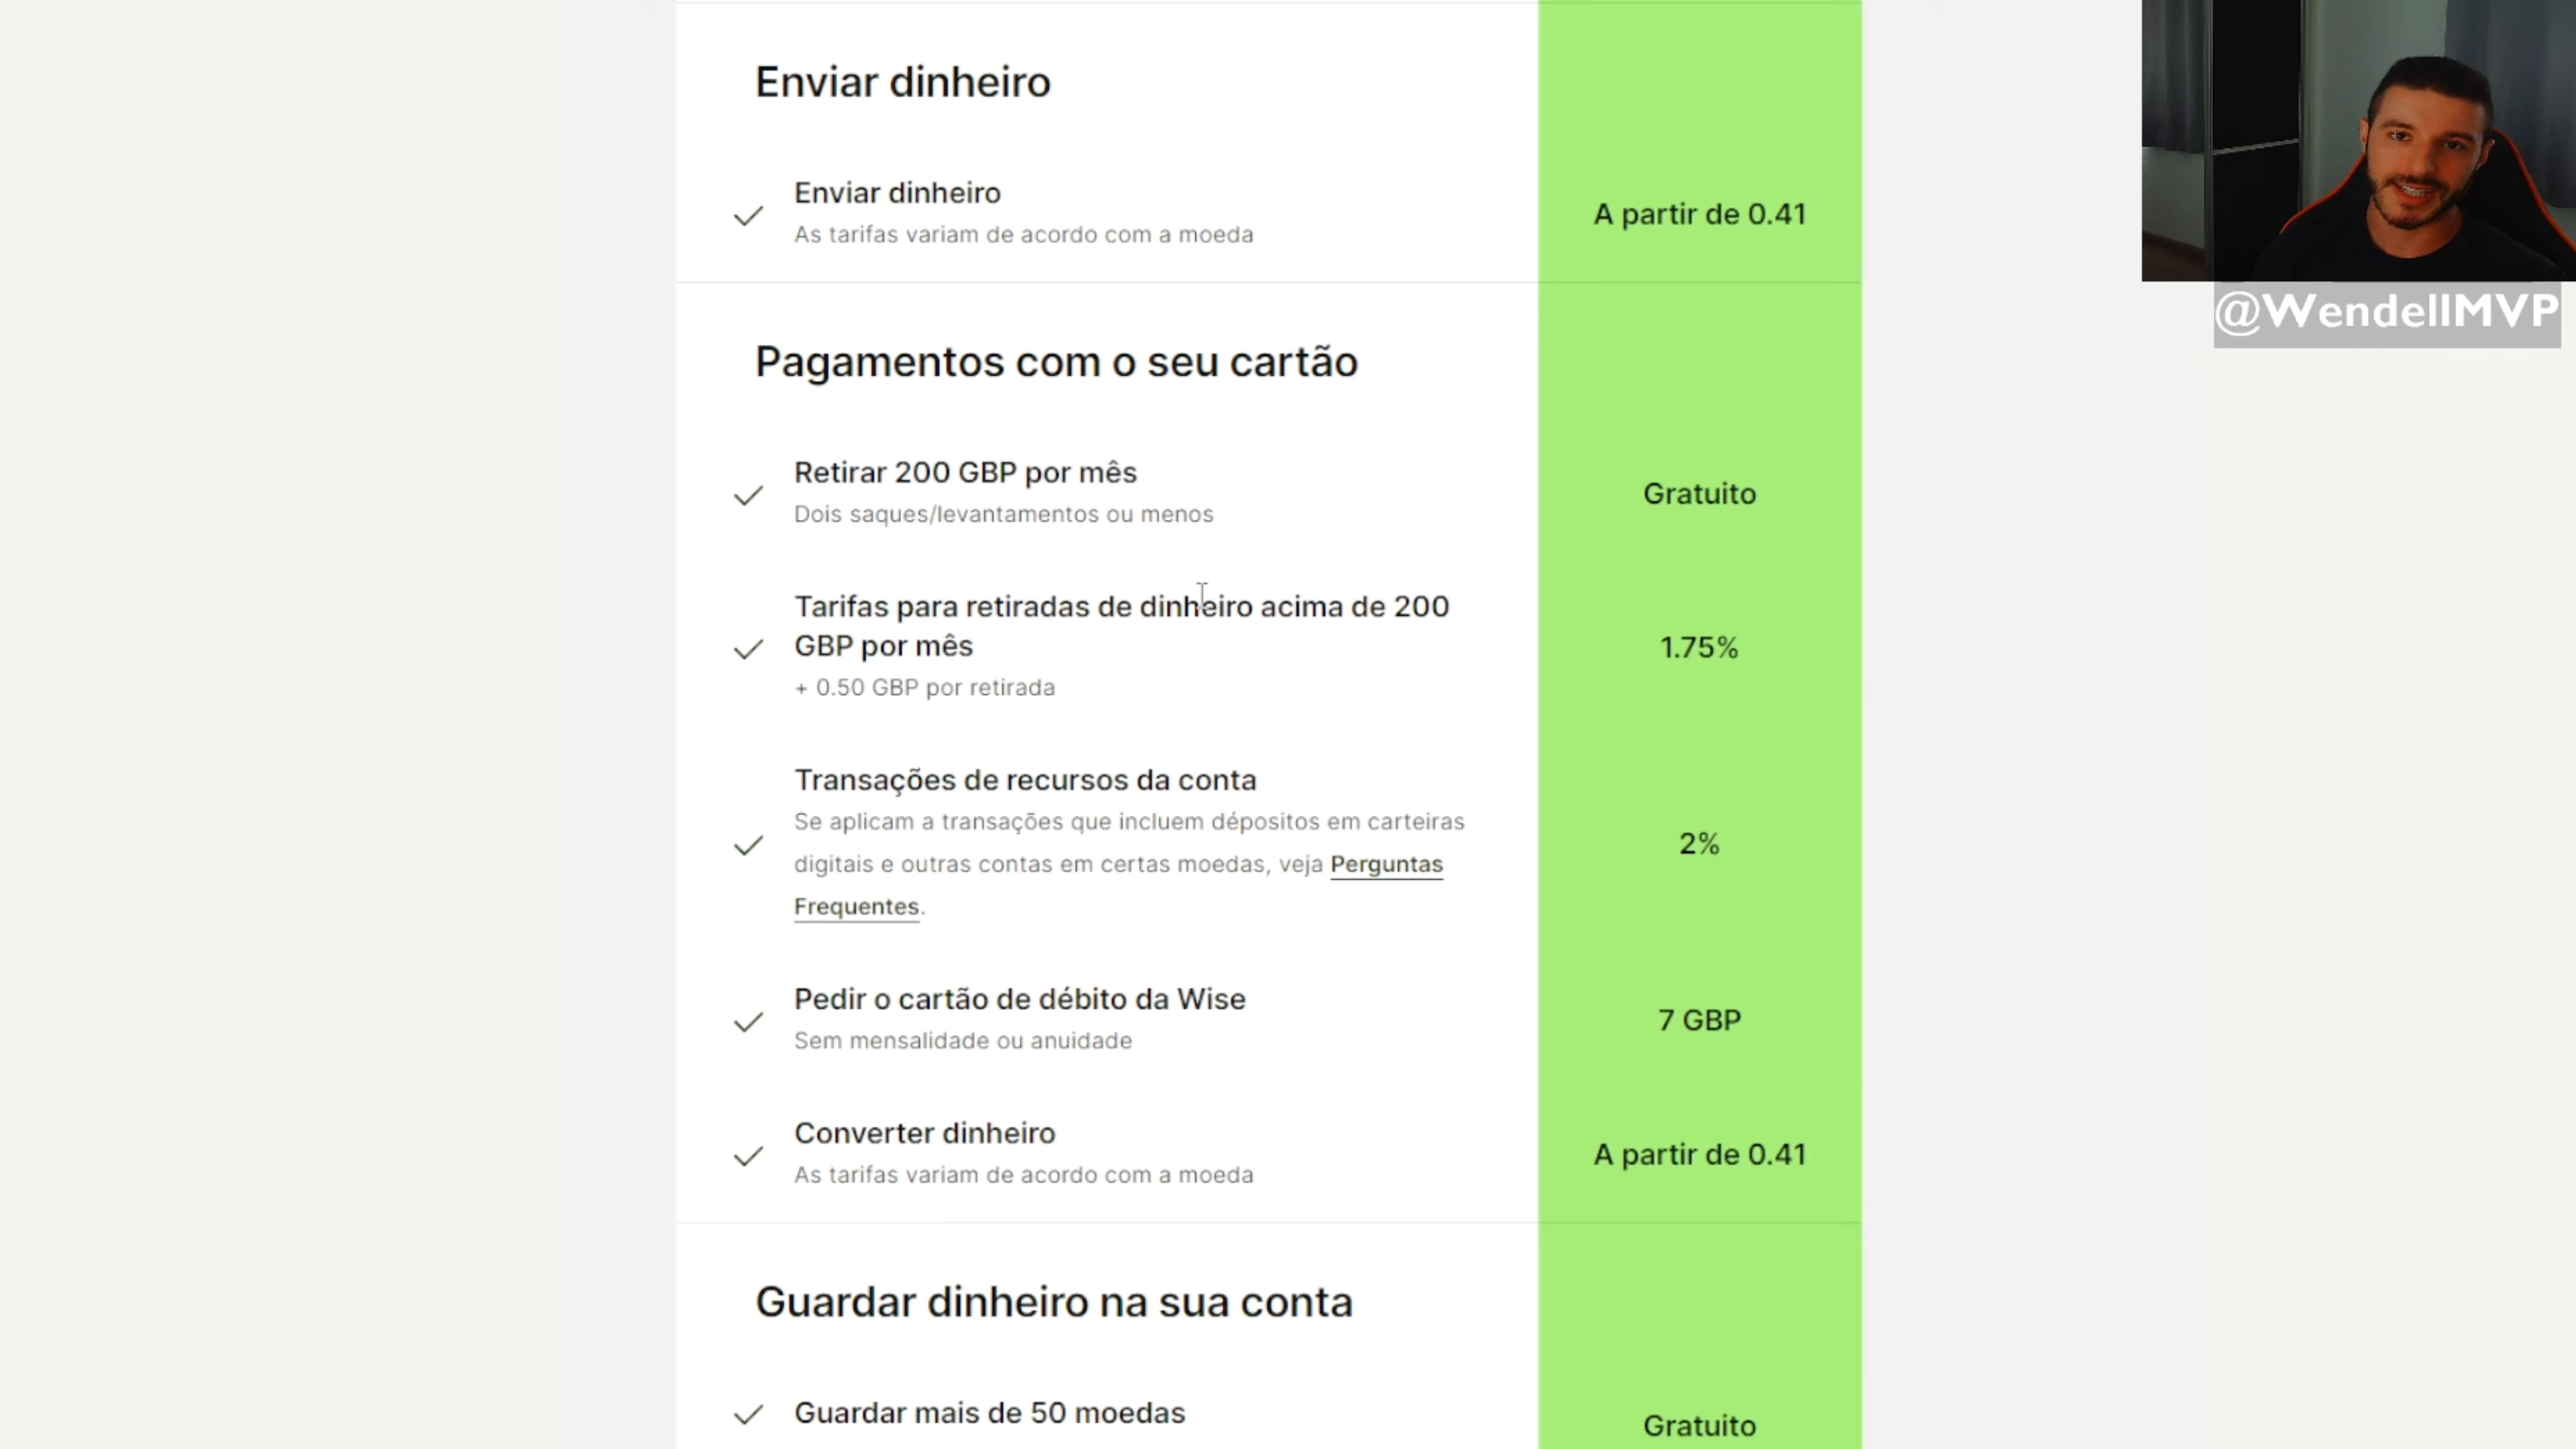 Enviar dinheiro
Enviar dinheiro
As tarifas variam de acordo com a moeda
A partir de 0.41
@WendellMVP
Pagamentos com o seu cartão
Retirar 200 GBP por mês
Dois saques/levantamentos ou menos
Gratuito
Tarifas para retiradas de dinheiro acima de 200
GBP por mês
+ 0.50 GBP por retirada
1.75%
Transações de recursos da conta
Se aplicam a transações que incluem dépositos em carteiras
digitais e outras contas em certas moedas, veja Perguntas
Frequentes.
2%
Pedir o cartão de débito da Wise
Sem mensalidade ou anuidade
7 GBP
Converter dinheiro
As tarifas variam de acordo com a moeda
A partir de 0.41
Guardar dinheiro na sua conta
Guardar mais de 50 moedas
Gratuito